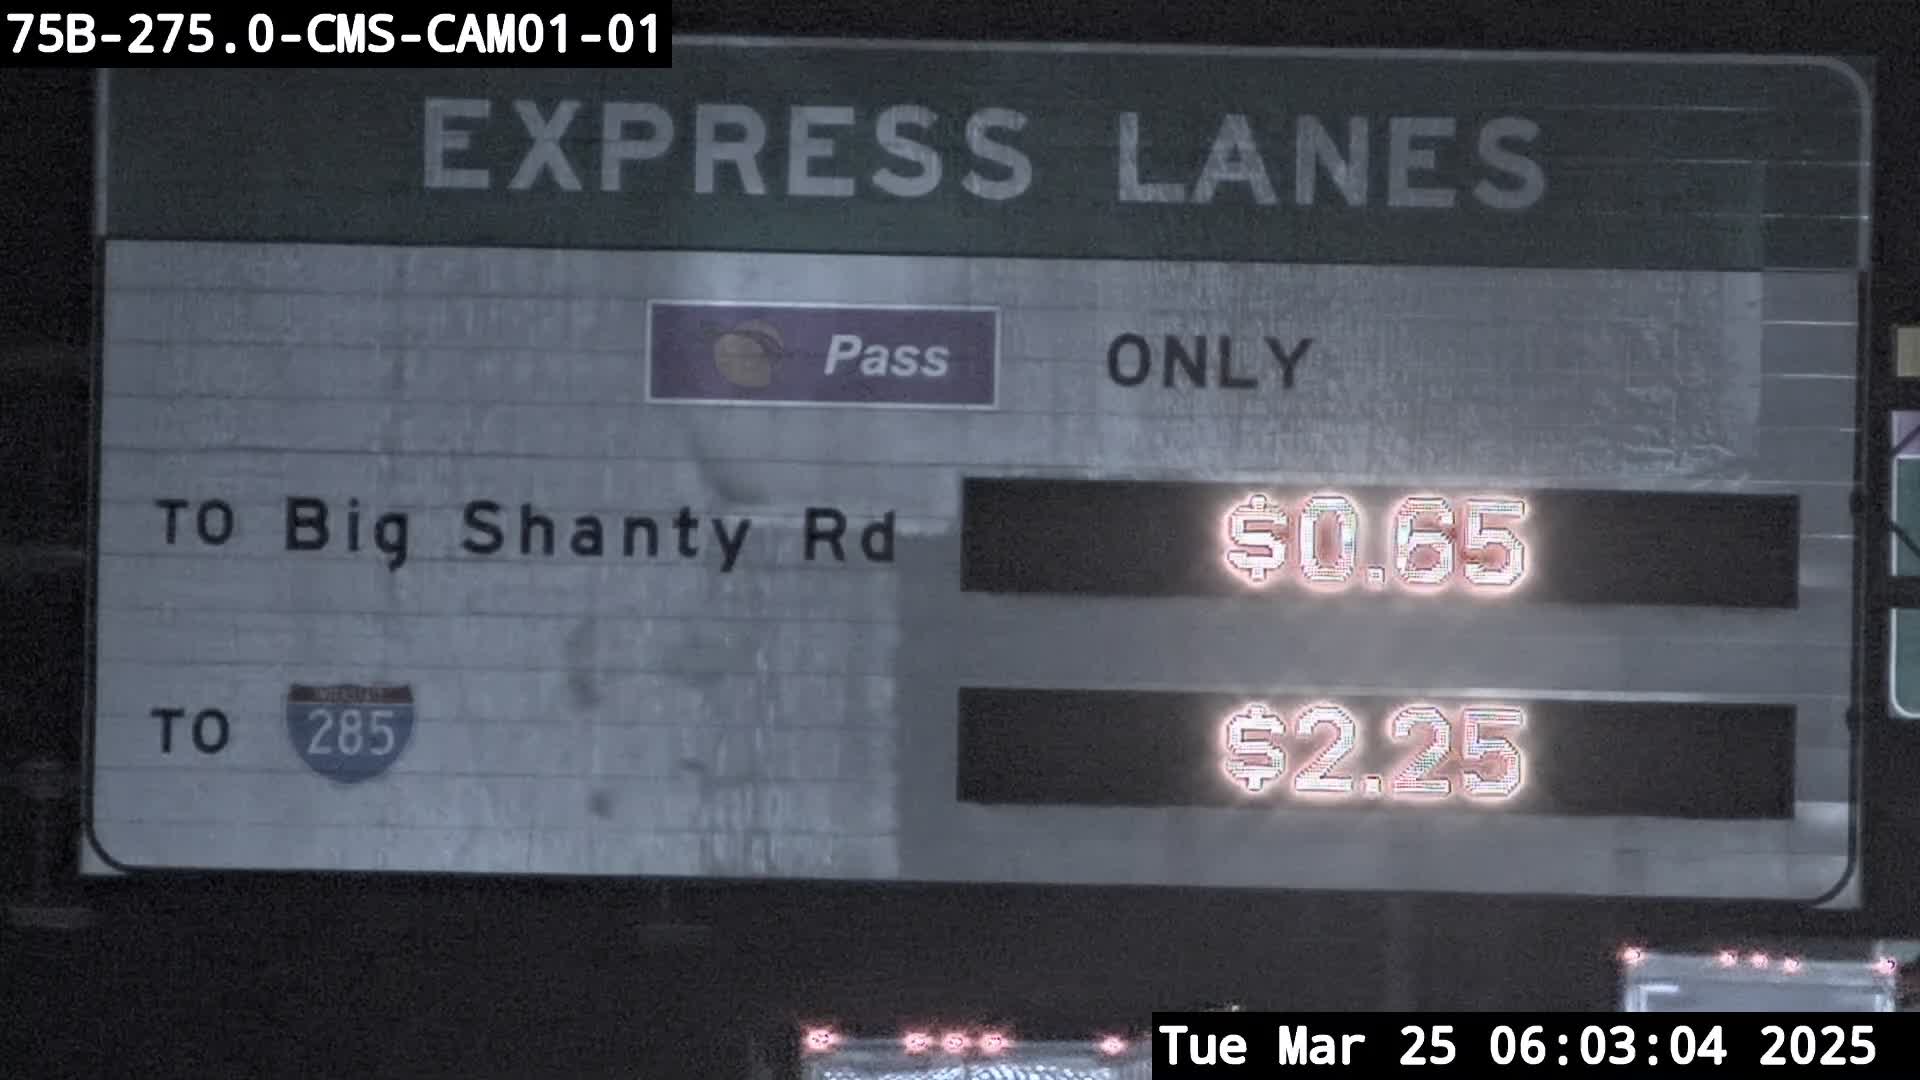 75B-275.0-CMS-CAM01-01
EXPRESS LANES
Pass ONLY
TO Big Shanty Rd $0.65
INTERSTATE
TO 285 $2.25
Tue Mar 25 06:03:04 2025